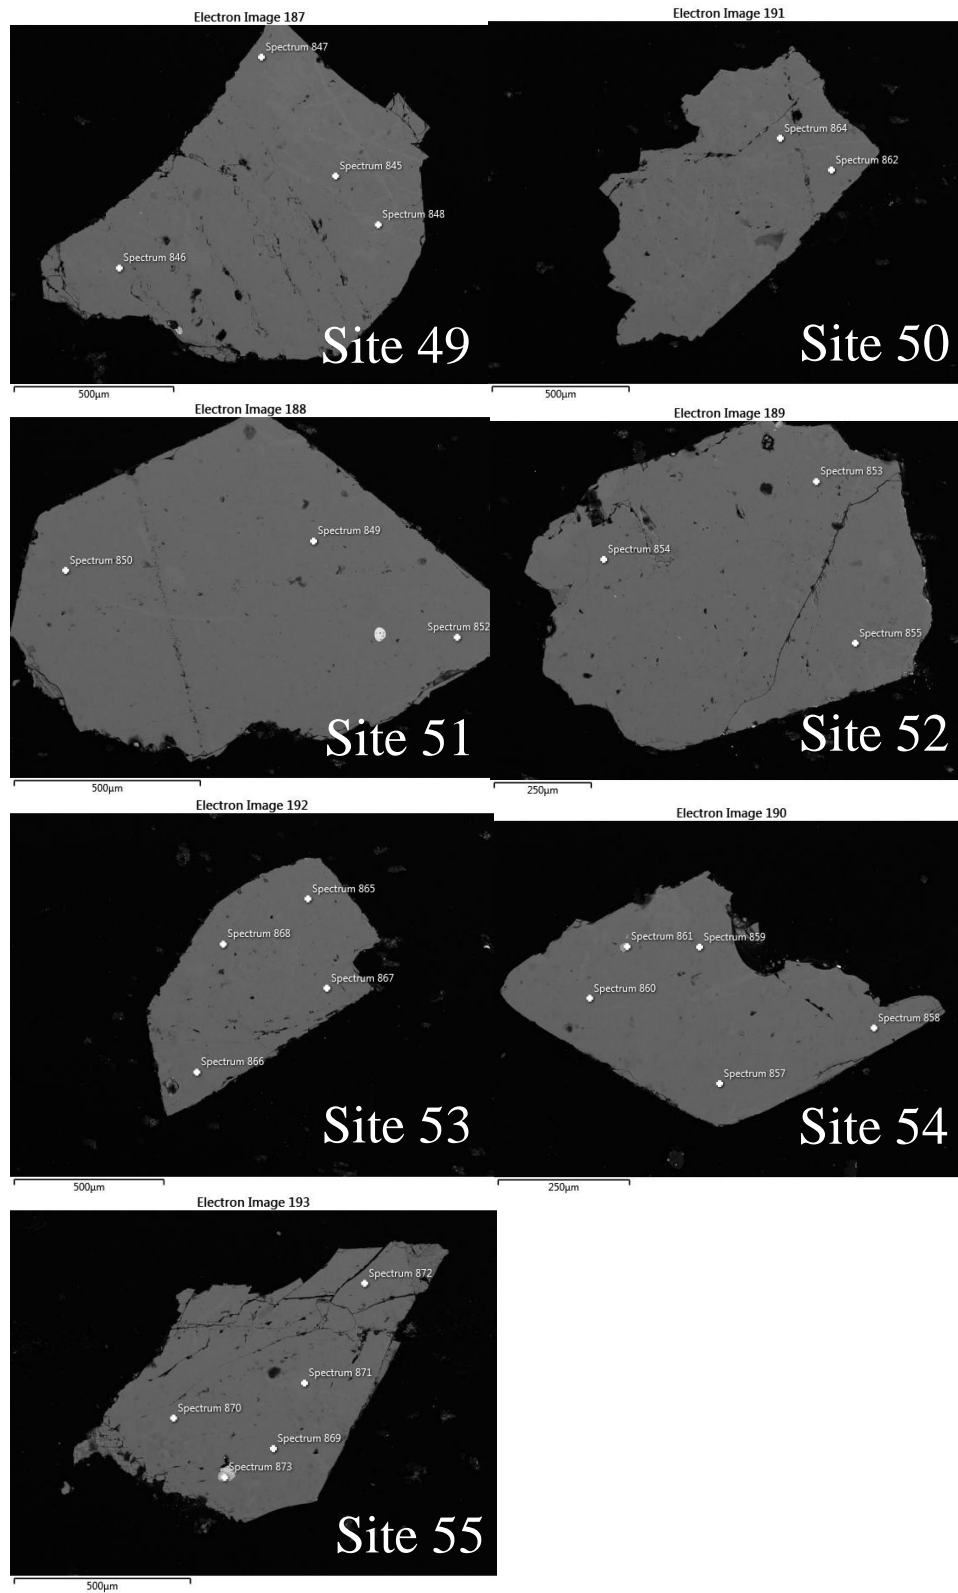 Electron Image 187
Spectrum 847
Spectrum 845
Spectrum 848
Spectrum 846
Site 49
500µm
Electron Image 191
Spectrum 864
Spectrum 862
Site 50
500µm
Electron Image 188
Spectrum 849
Spectrum 850
Spectrum 852
Site 51
500µm
Electron Image 189
Spectrum 853
Spectrum 854
Spectrum 855
Site 52
250µm
Electron Image 192
Spectrum 865
Spectrum 868
Spectrum 867
Spectrum 866
Site 53
500µm
Electron Image 190
Spectrum 861
Spectrum 859
Spectrum 860
Spectrum 858
Spectrum 857
Site 54
250µm
Electron Image 193
Spectrum 872
Spectrum 871
Spectrum 870
Spectrum 869
Spectrum 873
Site 55
500µm